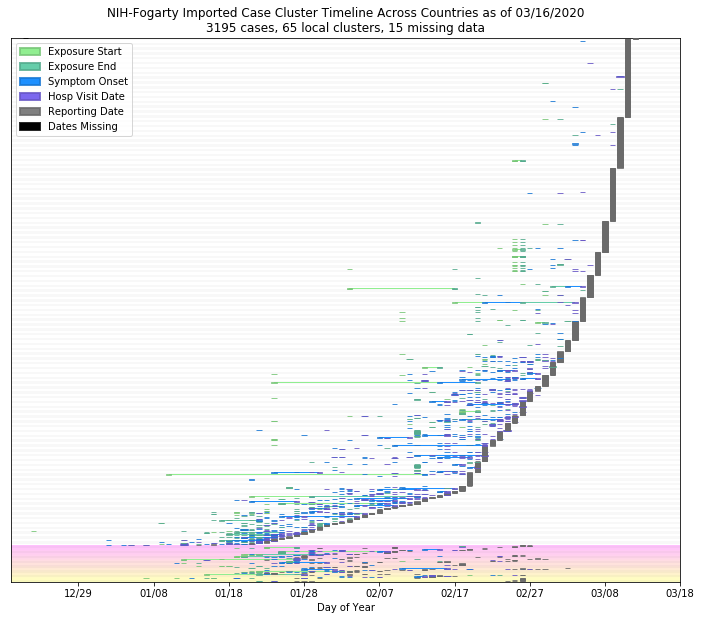 NIH-Fogarty Imported Case Cluster Timeline Across Countries as of 03/16/2020
3195 cases, 65 local clusters, 15 missing data
Exposure Start
Exposure End
Symptom Onset
Hosp Visit Date
Reporting Date
Dates Missing
12/29 01/08 01/18 01/28 02/07 02/17 02/27 03/08 03/18
Day of Year